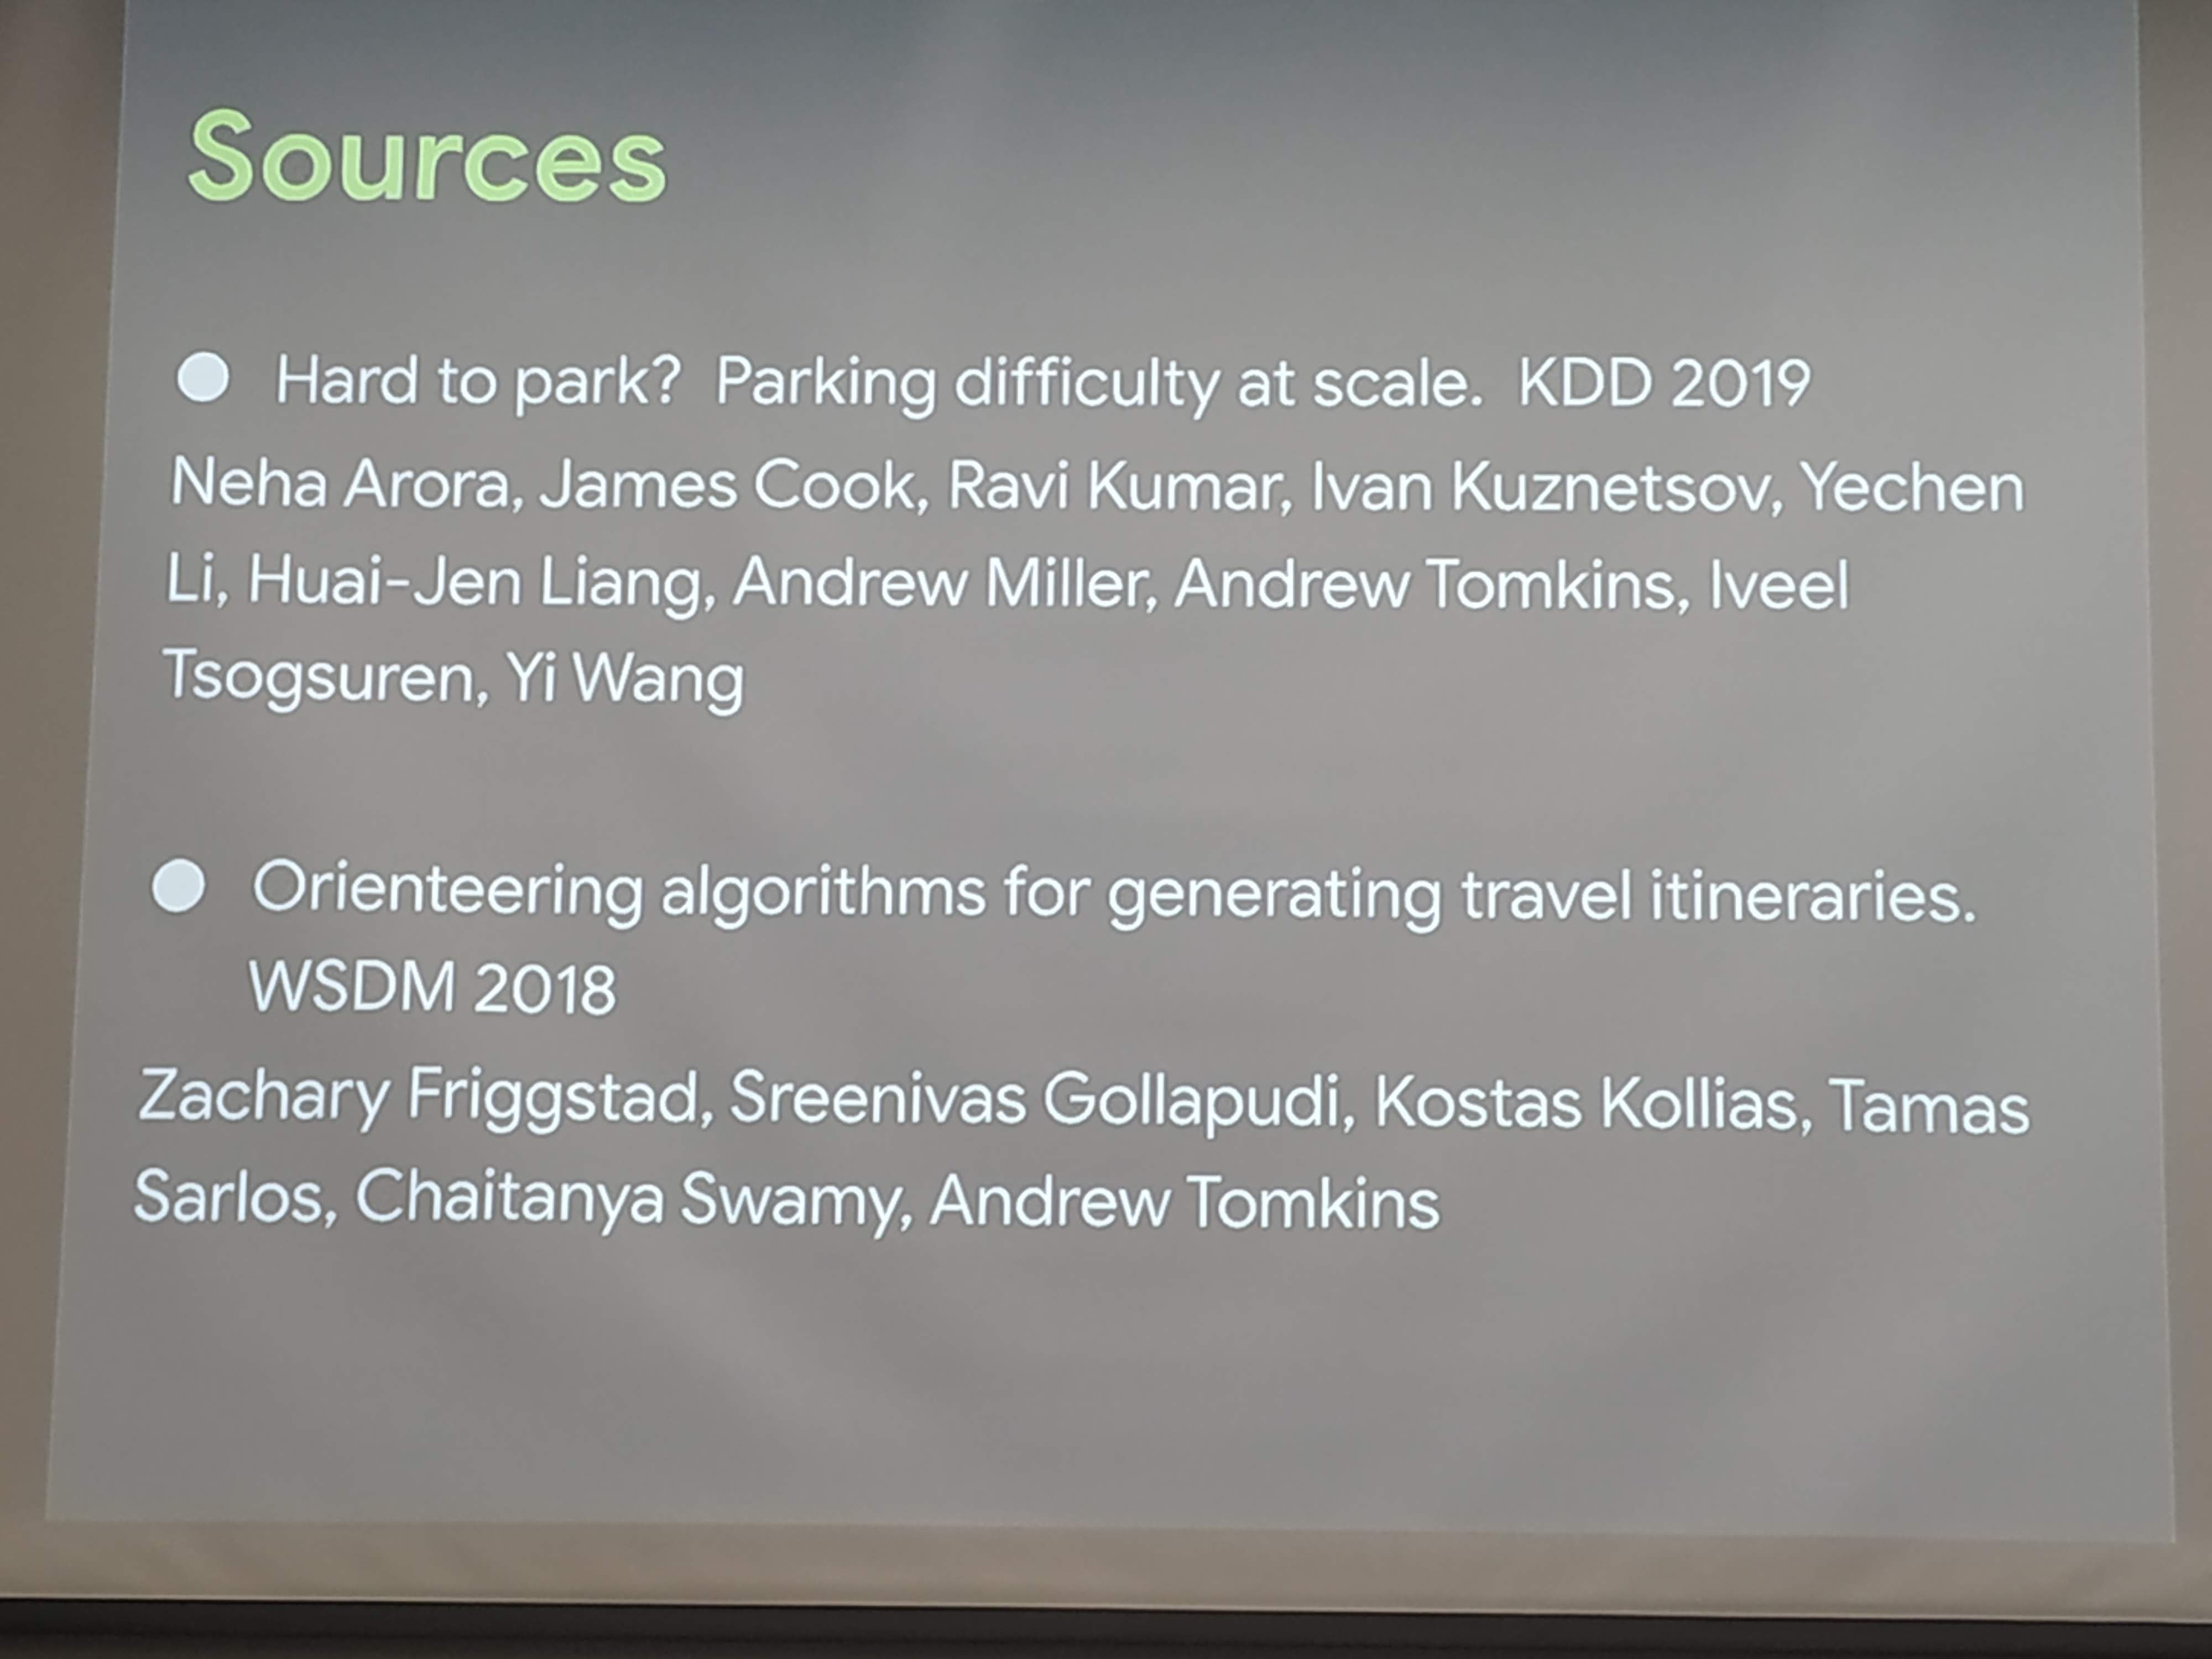 Sources
● Hard to park?  Parking difficulty at scale.  KDD 2019
Neha Arora, James Cook, Ravi Kumar, Ivan Kuznetsov, Yechen
Li, Huai-Jen Liang, Andrew Miller, Andrew Tomkins, Iveel
Tsogsuren, Yi Wang
● Orienteering algorithms for generating travel itineraries.
WSDM 2018
Zachary Friggstad, Sreenivas Gollapudi, Kostas Kollias, Tamas
Sarlos, Chaitanya Swamy, Andrew Tomkins